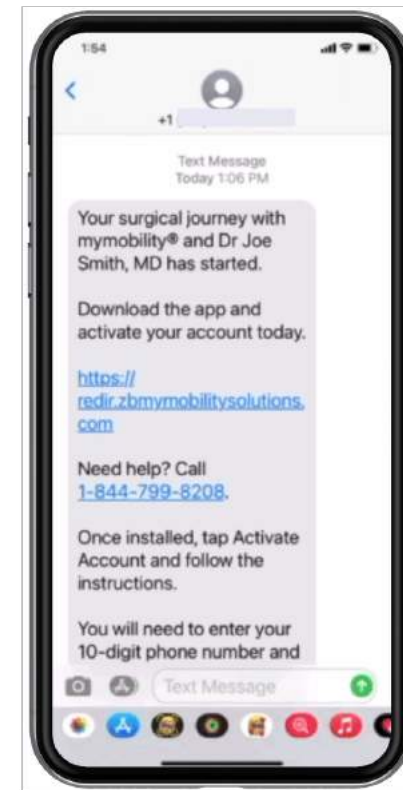 1:54
+1
Text Message
Today 1:06 PM
Your surgical journey with
mymobility® and Dr Joe
Smith, MD has started.
Download the app and
activate your account today.
https://
redir.zbmymobilitysolutions.
com
Need help? Call
1-844-799-8208.
Once installed, tap Activate
Account and follow the
instructions.
You will need to enter your
10-digit phone number and
Text Message